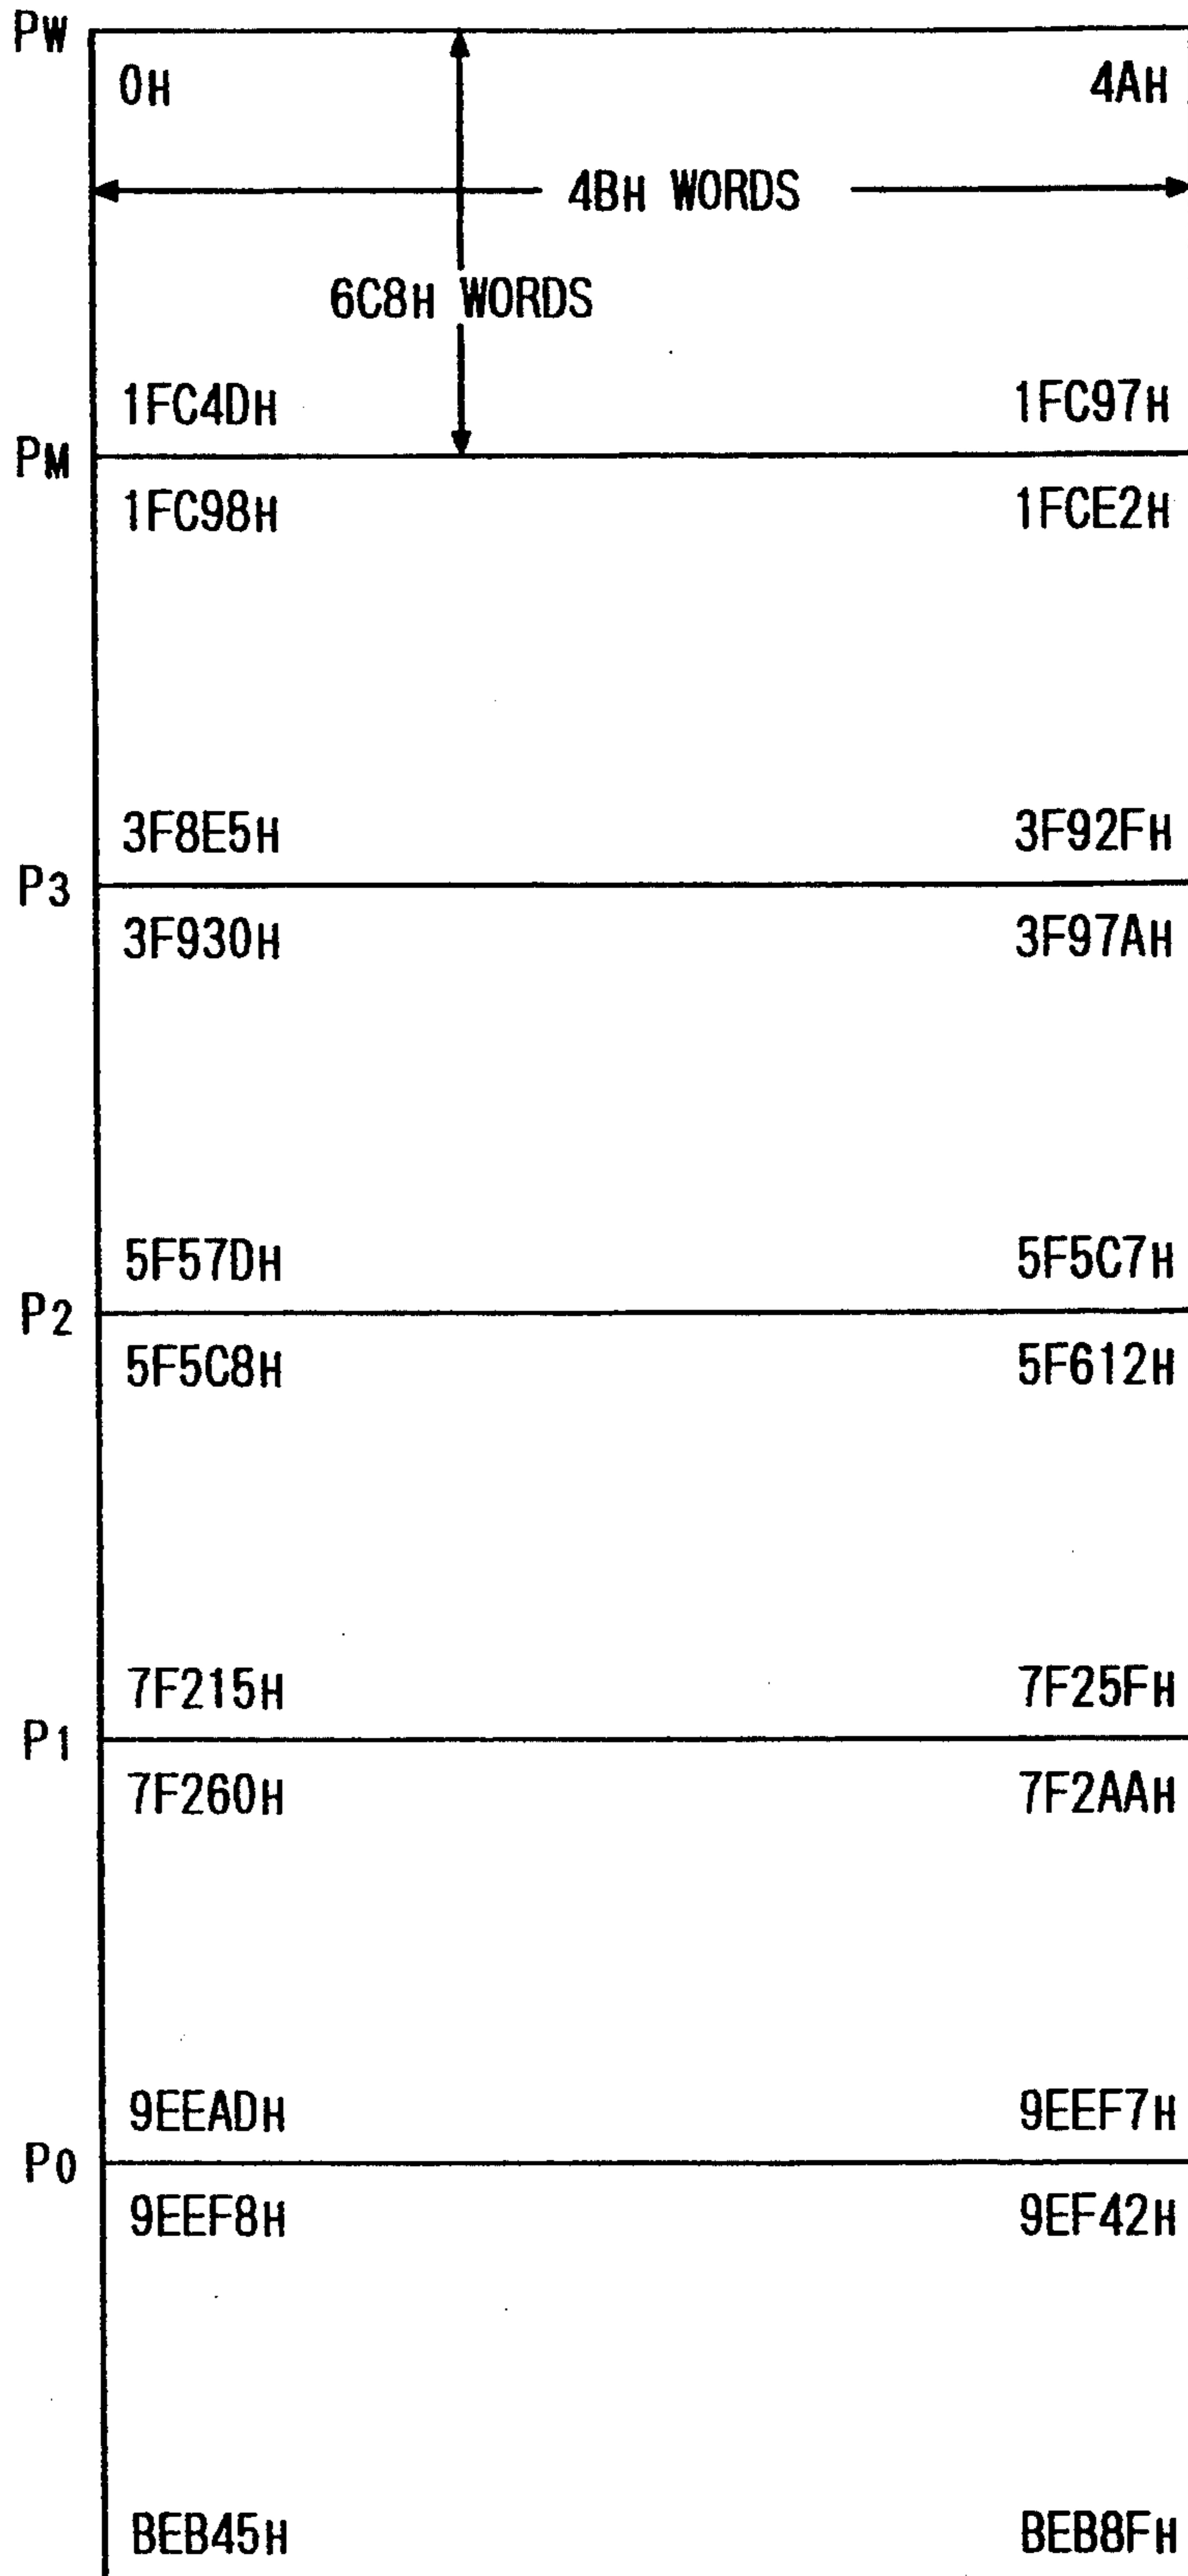 PW
0H 4AH
4BH WORDS
6C8H WORDS
1FC4DH 1FC97H
PM
1FC98H 1FCE2H
3F8E5H 3F92FH
P3
3F930H 3F97AH
5F57DH 5F5C7H
P2
5F5C8H 5F612H
7F215H 7F25FH
P1
7F260H 7F2AAH
9EEADH 9EEF7H
P0
9EEF8H 9EF42H
BEB45H BEB8FH